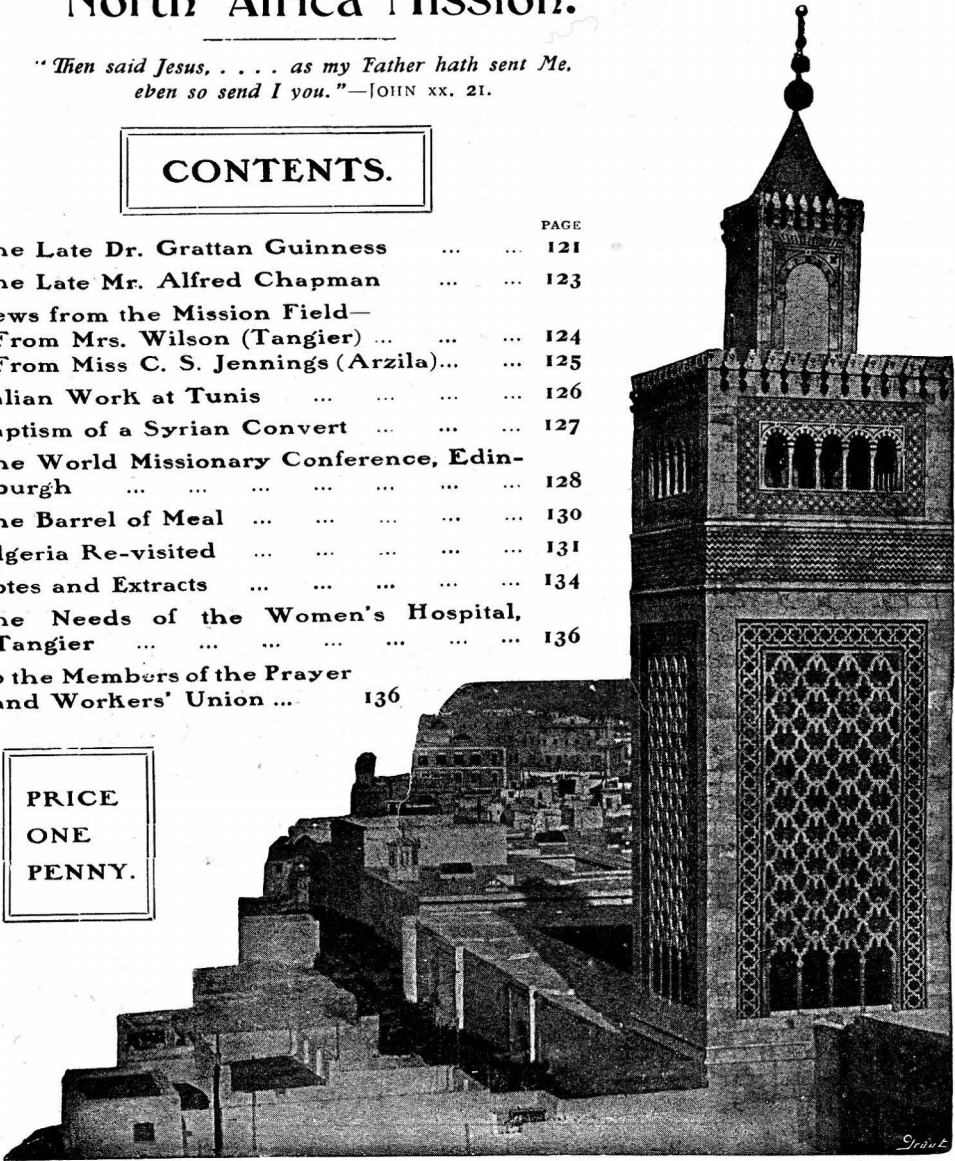 North Africa Mission.
"Then said Jesus, . . . . . as my Father hath sent Me,
eben so send I you."—JOHN XX. 21.
CONTENTS.
PAGE
he Late Dr. Grattan Guinness ... ... 121
he Late Mr. Alfred Chapman ... ... 123
ews from the Mission Field—
From Mrs. Wilson (Tangier) ... ... ... 124
From Miss C. S. Jennings (Arzila)... ... 125
alian Work at Tunis ... ... ... ... 126
aptism of a Syrian Convert ... ... ... 127
he World Missionary Conference, Edin-
burgh ... ... ... ... ... ... ... 128
he Barrel of Meal ... ... ... ... ... 130
lgeria Re-visited ... ... ... ... ... 131
otes and Extracts ... ... ... ... ... 134
he Needs of the Women's Hospital,
Tangier ... ... ... ... ... ... ... 136
o the Members of the Prayer
and Workers' Union ... 136
PRICE
ONE
PENNY.